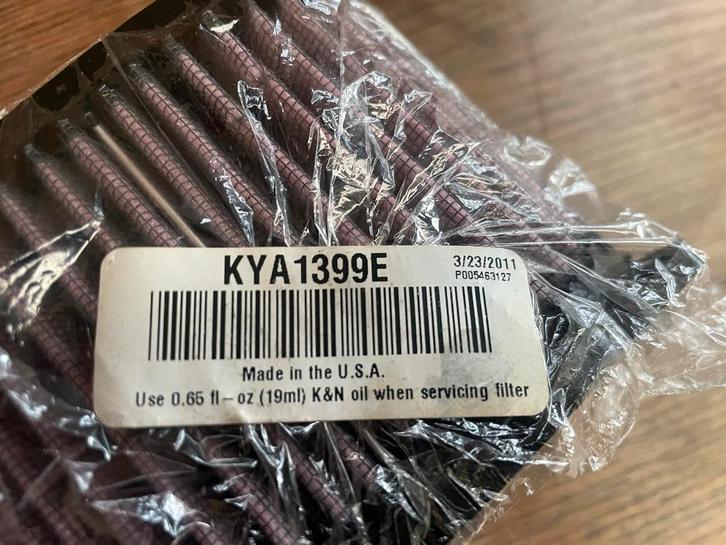 KYA1399E
3/23/2011
P005463127
Made in the U.S.A.
Use 0.65 fl-oz (19ml) K&N oil when servicing filter